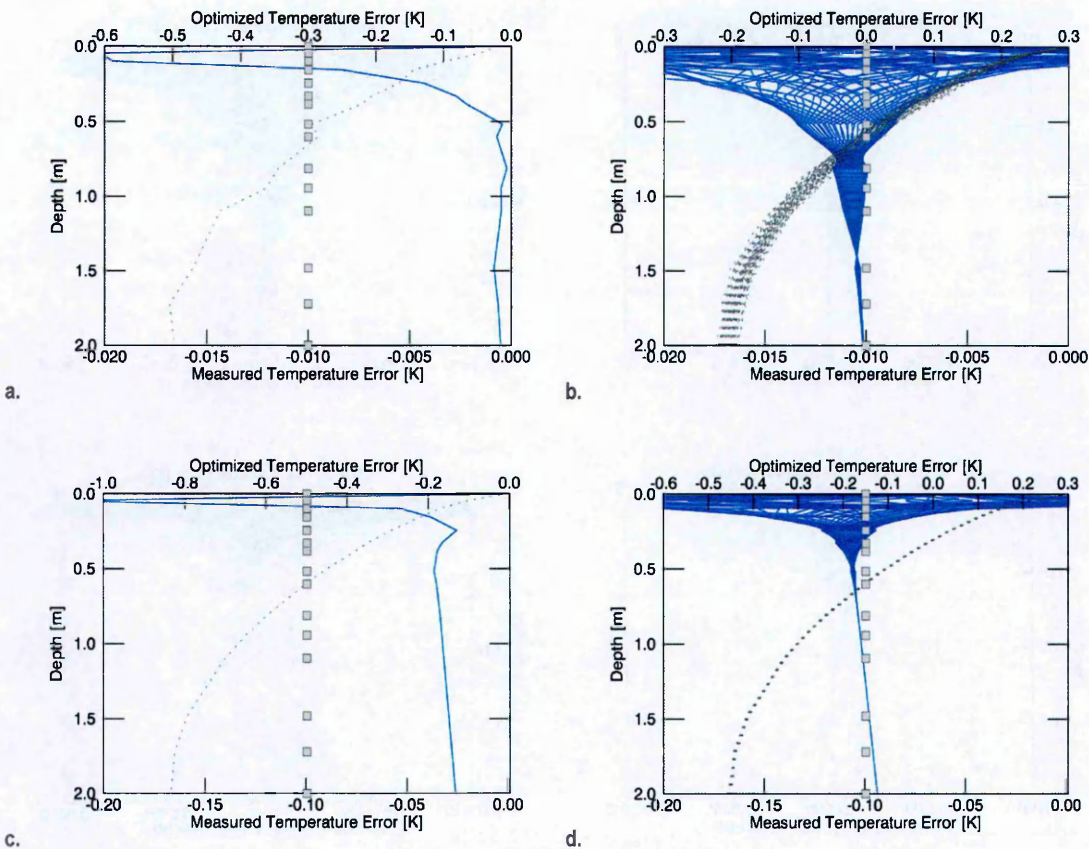 Optimized Temperature Error [K]
-0.6 -0.5 -0.4 -0.3 -0.2 -0.1 0.0
0.0
0.5
1.0
1.5
2.0
Depth [m]
-0.020 -0.015 -0.010 -0.005 0.000
Measured Temperature Error [K]
a.
Optimized Temperature Error [K]
-0.3 -0.2 -0.1 0.0 0.1 0.2 0.3
0.0
0.5
1.0
1.5
2.0
Depth [m]
-0.020 -0.015 -0.010 -0.005 0.000
Measured Temperature Error [K]
b.
Optimized Temperature Error [K]
-1.0 -0.8 -0.6 -0.4 -0.2 0.0
0.0
0.5
1.0
1.5
2.0
Depth [m]
-0.20 -0.15 -0.10 -0.05 0.00
Measured Temperature Error [K]
c.
Optimized Temperature Error [K]
-0.6 -0.5 -0.4 -0.3 -0.2 -0.1 0.0 0.1 0.2 0.3
0.0
0.5
1.0
1.5
2.0
Depth [m]
-0.20 -0.15 -0.10 -0.05 0.00
Measured Temperature Error [K]
d.